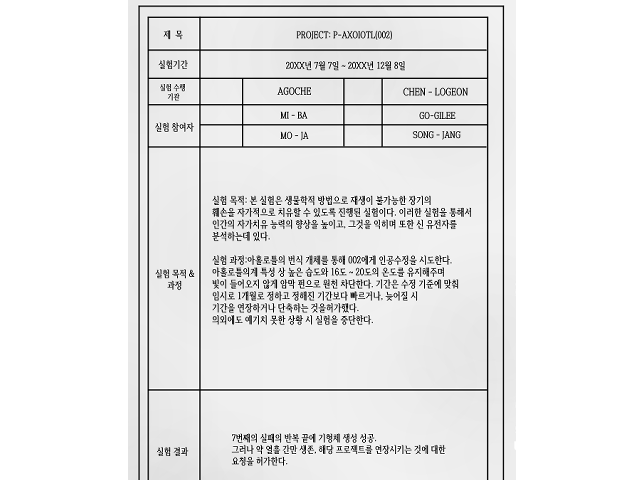 제 목 PROJECT: P-AXOIOTL(002)
실험기간 20XX년 7월 7일 ~ 20XX년 12월 8일
실험 수행 기관 AGOCHE CHEN - LOGEON
실험 참여자 MI - BA GO-GILEE
MO - JA SONG - JANG
실험 목적 & 과정
실험 목적: 본 실험은 생물학적 방법으로 재생이 불가능한 장기의
훼손을 자가적으로 치유할 수 있도록 진행된 실험이다. 이러한 실험을 통해서
인간의 자가치유 능력의 향상을 높이고, 그것을 익히며 또한 신 유전자를
분석하는데 있다.
실험 과정:아홀로틀의 번식 개체를 통해 002에게 인공수정을 시도한다.
아홀로틀의계 특성 상 높은 습도와 16도 ~ 20도의 온도를 유지해주며
빛이 들어오지 않게 암막 편으로 원천 차단한다. 기간은 수정 기준에 맞춰
임시로 1개월로 정하고 정해진 기간보다 빠르거나, 늦어질 시
기간을 연장하거나 단축하는 것을허가했다.
의외에도 예기치 못한 상황 시 실험을 중단한다.
실험 결과
7번째의 실패의 반복 끝에 기형체 생성 성공.
그러나 약 열흘 간만 생존, 해당 프로젝트를 연장시키는 것에 대한
요청을 허가한다.